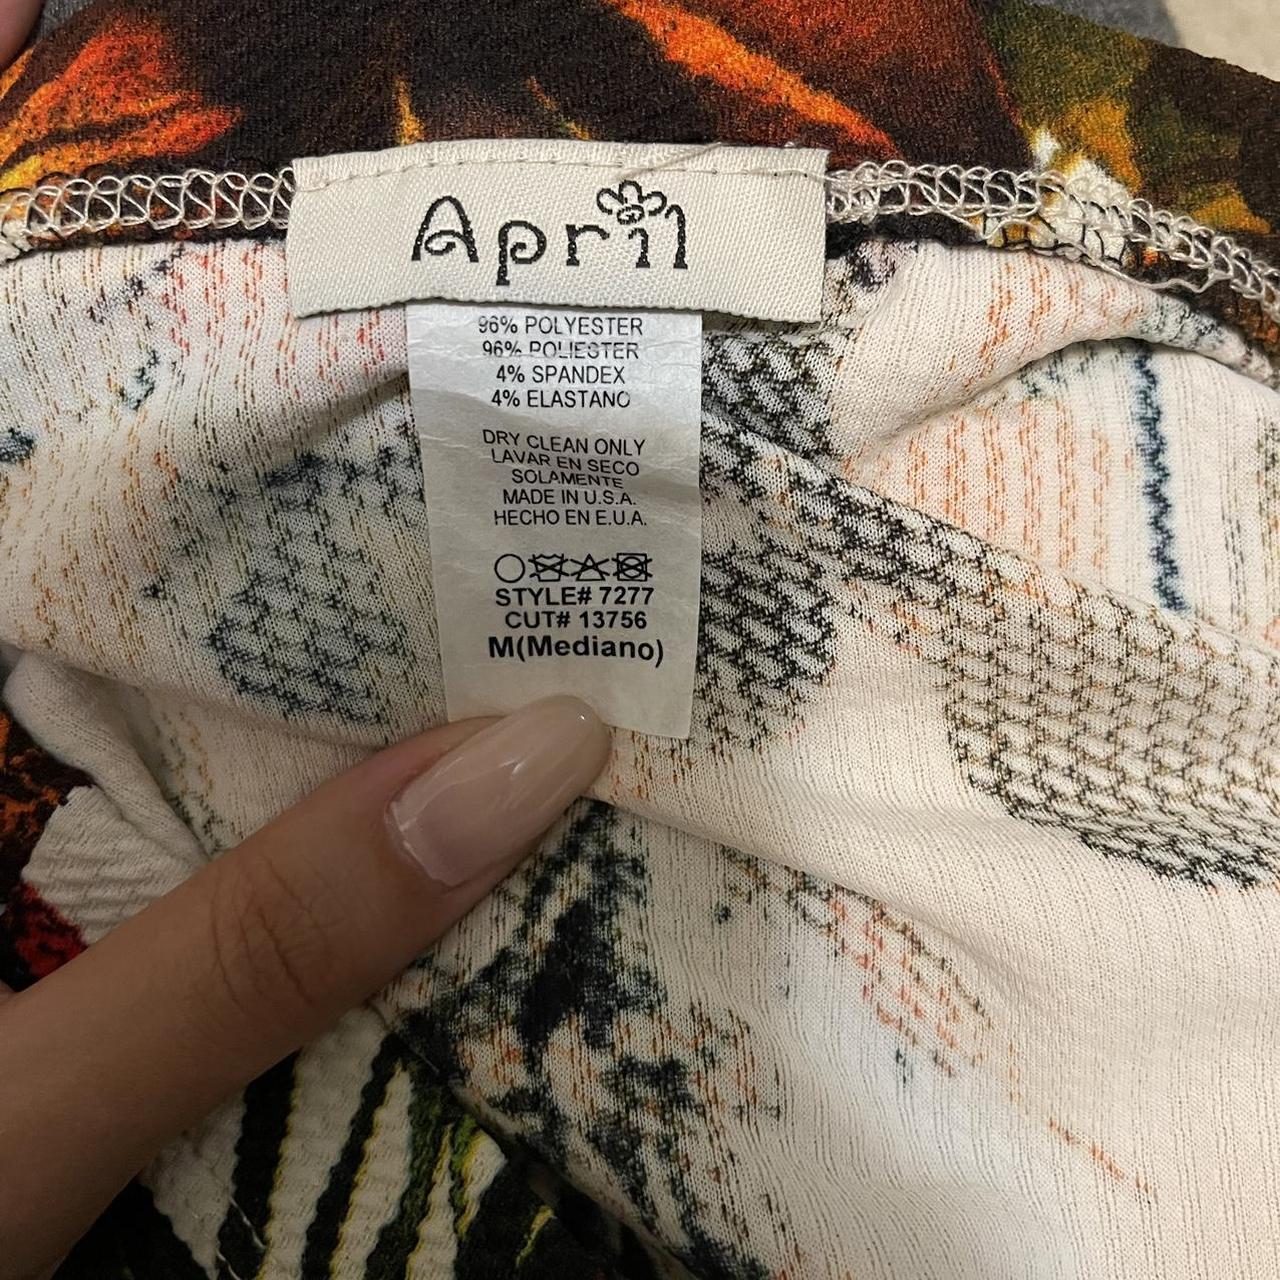 April
96% POLYESTER
96% POLIESTER
4% SPANDEX
4% ELASTANO
DRY CLEAN ONLY
LAVAR EN SECO
SOLAMENTE
MADE IN U.S.A.
HECHO EN E.U.A.
STYLE# 7277
CUT# 13756
M(Mediano)